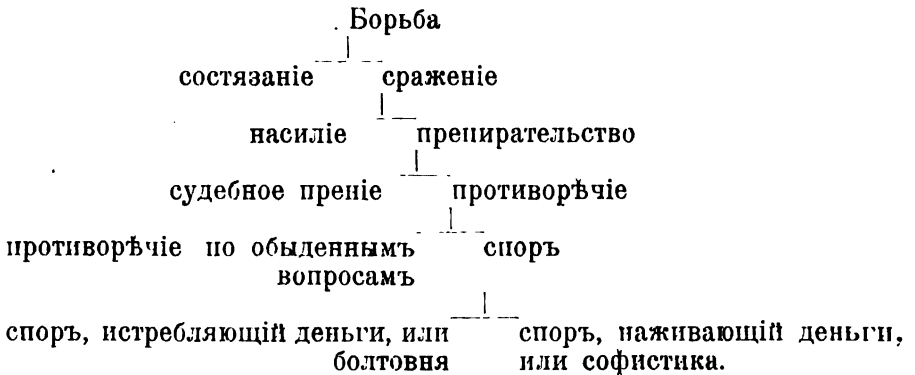 Борьба
состязаніе сраженіе
насиліе препирательство
судебное преніе противорѣчіе
противорѣчіе по обыденнымъ споръ
вопросамъ
споръ, истребляющій деньги, или споръ, наживающій деньги,
болтовня или софистика.